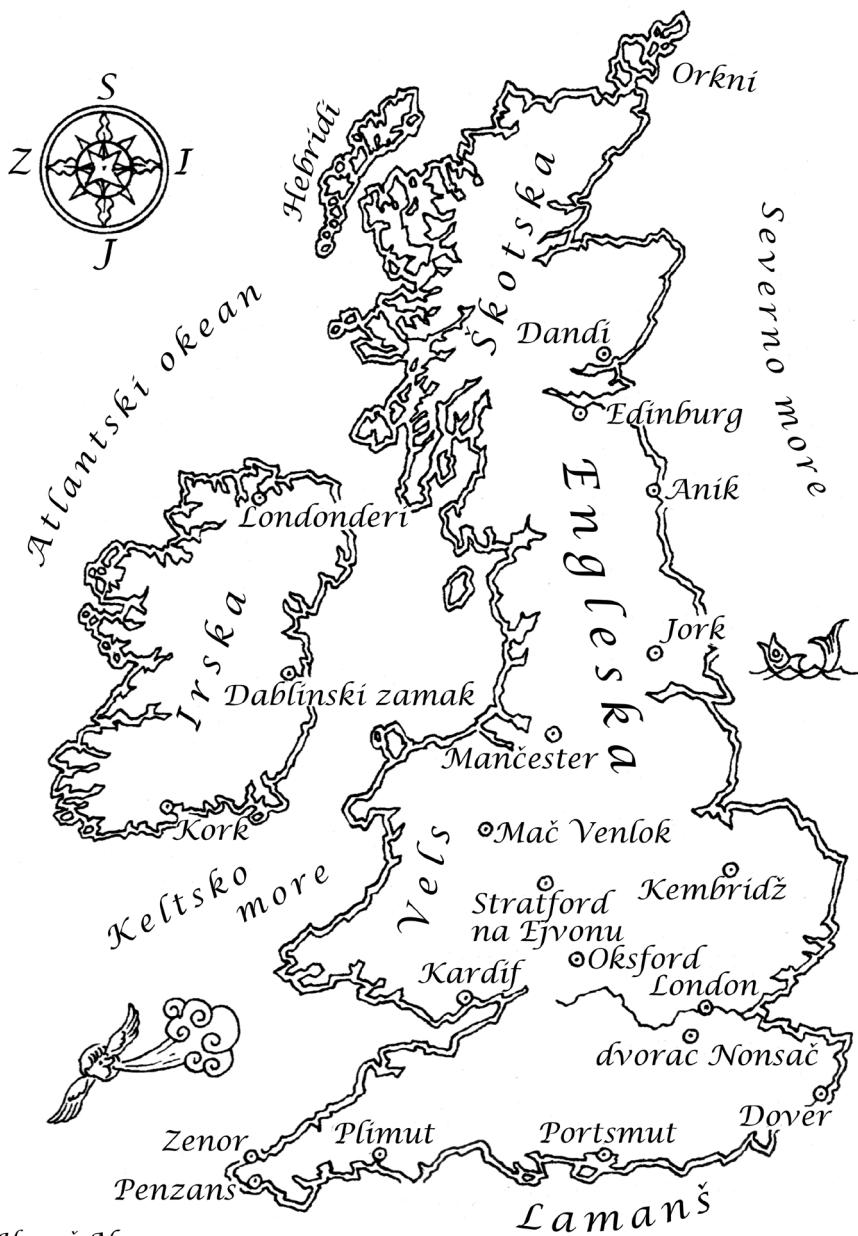 Orkni
S
Z
I
J
Hebridi
Škotska
Severno more
Atlantski okean
Dandi
Edinburg
Engleska
Anik
Londonderi
Irska
Jork
Dablinski zamak
Mančester
Kork
Vels
Mač Venlok
Keltsko
more
Kembridž
Stratford
na Ejvonu
Oksford
Kardif
London
dvorac Nonsač
Dover
Zenor
Plimut
Portsmut
Penzans
Lamanš